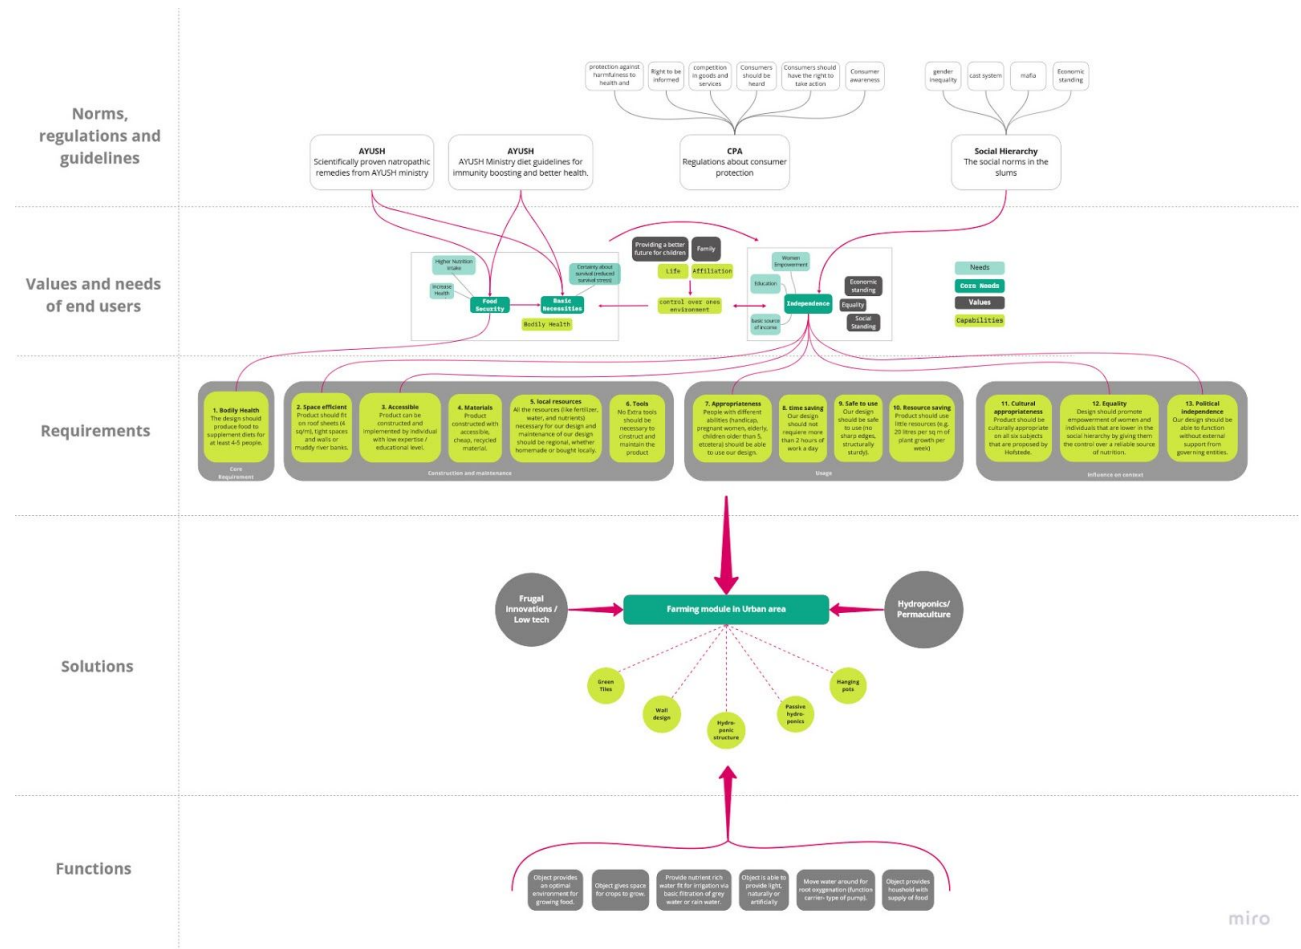 Norms,
regulations and
guidelines
protection against
harmfulness to
health and
Right to be
informed
competition
in goods and
services
Consumers
should be
heard
Consumers should
have the right to
take action
Consumer
awareness
gender
inequality
cast system
mafia
Economic
standing
AYUSH
Scientifically proven natropathic
remedies from AYUSH ministry
AYUSH
AYUSH Ministry diet guidelines for
immunity boosting and better health.
CPA
Regulations about consumer
protection
Social Hierarchy
The social norms in the
slums
Values and needs
of end users
Higher Nutrition
intake
Increase
Health
Food
Security
Certainty about
survival (reduced
survival stress)
Basic
Necessities
Bodily Health
Providing a better
future for children
Family
Life
Affiliation
control over ones
environment
Women
Empowerment
Education
basic source
of income
Independence
Economic
standing
Equality
Social
Standing
Needs
Core Needs
Values
Capabilities
Requirements
1. Bodily Health
The design should
produce food to
supplement diets for
at least 4-5 people.
Core
Requirement
2. Space efficient
Product should fit
on roof sheets (4
sq/m), tight spaces
and walls or
muddy river banks.
3. Accessible
Product can be
constructed and
implemented by individual
with low expertise /
educational level.
4. Materials
Product
constructed with
accessible,
cheap, recycled
material.
5. local resources
All the resources (like fertilizer,
water, and nutrients)
necessary for our design and
maintenance of our design
should be regional, whether
homemade or bought locally.
6. Tools
No Extra tools
should be
necessary to
cinstruct and
maintain the
product
Construction and maintenance
7. Appropriateness
People with different
abilities (handicap,
pregnant women, elderly,
children older than 5,
etcetera) should be able
to use our design.
8. time saving
Our design
should not
requiere more
than 2 hours of
work a day
9. Safe to use
Our design
should be safe
to use (no
sharp edges,
structurally
sturdy).
10. Resource saving
Product should use
little resources (e.g.
20 litres per sq m of
plant growth per
week)
Usage
11. Cultural
appropriateness
Product should be
culturally appropriate
on all six subjects
that are proposed by
Hofstede.
12. Equality
Design should promote
empowerment of women and
individuals that are lower in the
social hierarchy by giving them
the control over a reliable source
of nutrition.
13. Political
independence
Our design should be
able to function
without external
support from
governing entities.
Influence on context
Solutions
Frugal
innovations /
Low tech
Farming module in Urban area
Hydroponics/
Permaculture
Green
Tiles
Wall
design
Hydro-
ponic
structure
Passive
hydro-
ponics
Hanging
pots
Functions
Object provides
an optimal
environment for
growing food.
Object gives space
for crops to grow.
Provide nutrient rich
water fit for irrigation via
basic filtration of grey
water or rain water.
Object is able to
provide light,
naturally or
artificially
Move water around for
root oxygenation (function
carrier- type of pump).
Object provides
houshold with
supply of food
miro